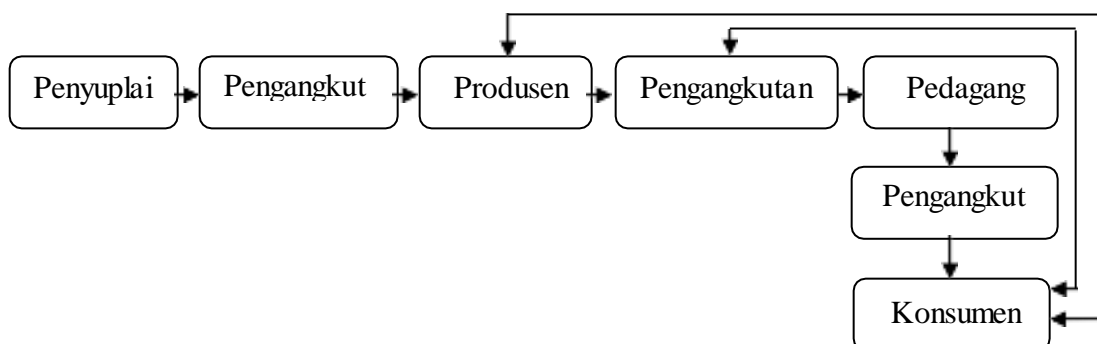 Penyuplai
Pengangkut
Produsen
Pengangkutan
Pedagang
Pengangkut
Konsumen